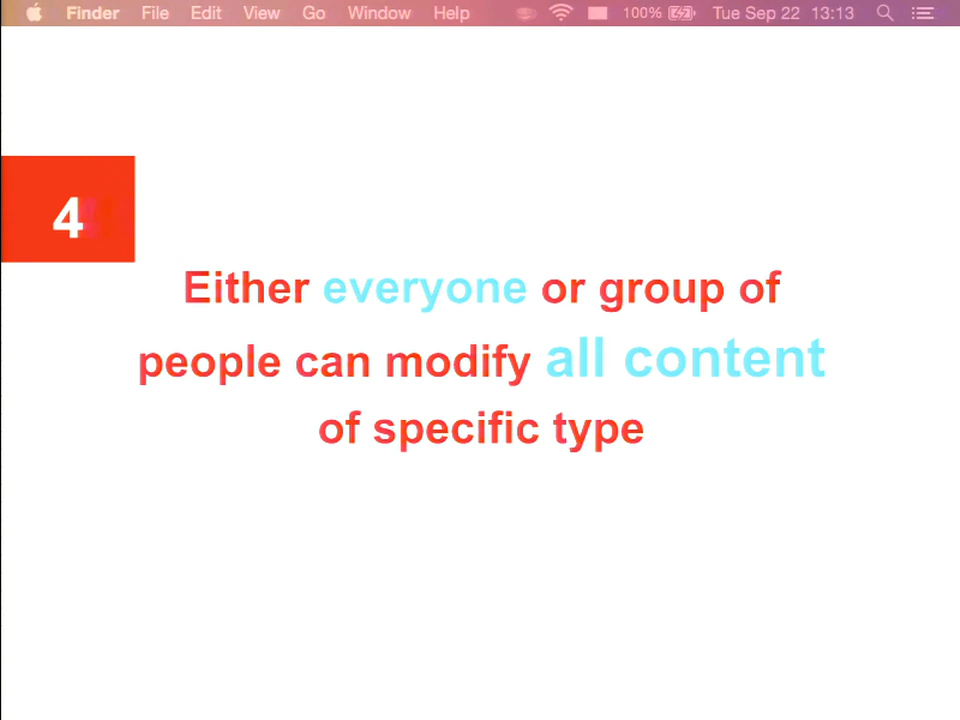 Finder File Edit View Go Window Help 100% Tue Sep 22 13:13
4
Either everyone or group of
people can modify all content
of specific type